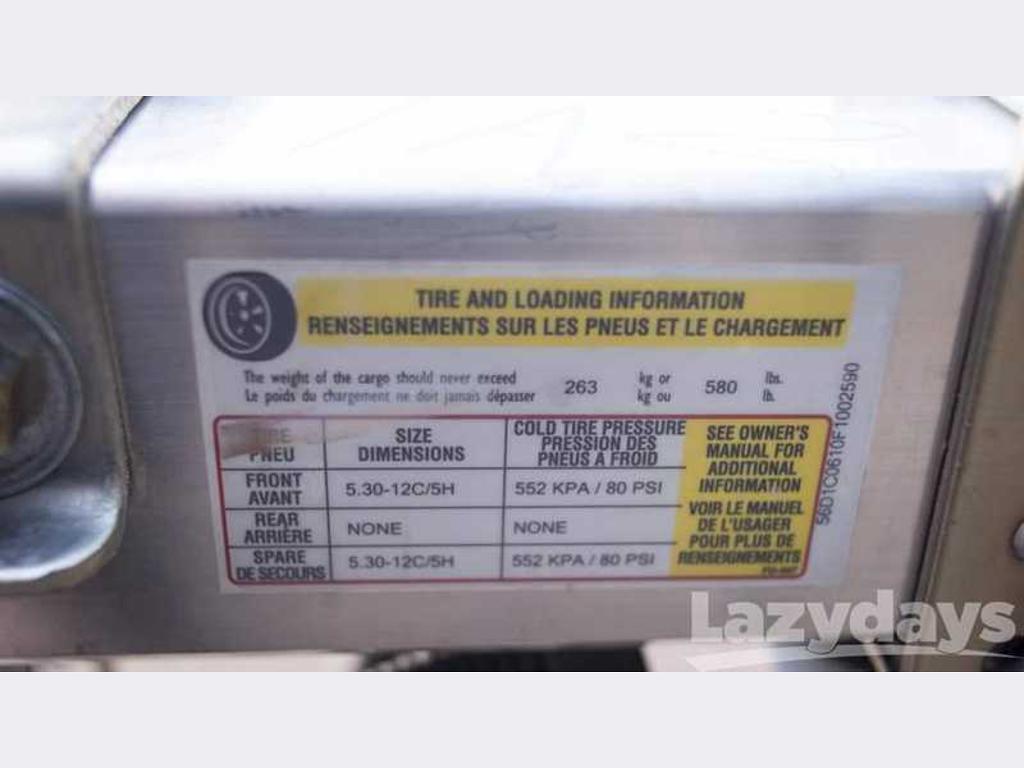 TIRE AND LOADING INFORMATION
RENSEIGNEMENTS SUR LES PNEUS ET LE CHARGEMENT
The weight of the cargo should never exceed 263 kg or 580 lbs.
Le poids du chargement ne doit jamais dépasser kg ou lb.
TIRE
PNEU
SIZE
DIMENSIONS
COLD TIRE PRESSURE
PRESSION DES
PNEUS A FROID
FRONT
AVANT
5.30-12C/5H
552 KPA / 80 PSI
REAR
ARRIÈRE
NONE
NONE
SPARE
DE SECOURS
5.30-12C/5H
552 KPA / 80 PSI
SEE OWNER'S
MANUAL FOR
ADDITIONAL
INFORMATION
VOIR LE MANUEL
DE L'USAGER
POUR PLUS DE
RENSEIGNEMENTS
56D1C0610F1002590
Lazydays